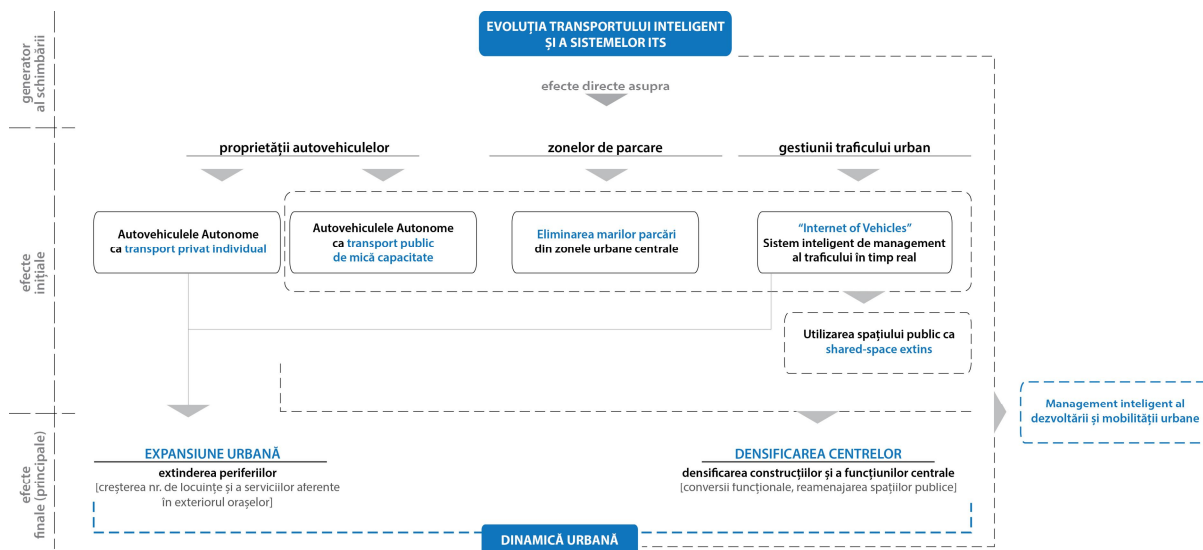 EVOLUȚIA TRANSPORTULUI INTELIGENT
ȘI A SISTEMELOR ITS
generator
al schimbării
efecte directe asupra
proprietății autovehiculelor
zonelor de parcare
gestiunii traficului urban
efecte
inițiale
Autovehiculele Autonome
ca transport privat individual
Autovehiculele Autonome
ca transport public
de mică capacitate
Eliminarea marilor parcări
din zonele urbane centrale
“Internet of Vehicles”
Sistem inteligent de management
al traficului în timp real
Utilizarea spațiului public ca
shared-space extins
Management inteligent al
dezvoltării și mobilității urbane
efecte
finale (principale)
EXPANSIUNE URBANĂ
extinderea periferiilor
[creșterea nr. de locuințe și a serviciilor aferente
în exteriorul orașelor]
DENSIFICAREA CENTRELOR
densificarea construcțiilor și a funcțiunilor centrale
[conversii funcționale, reamenajarea spațiilor publice]
DINAMICĂ URBANĂ